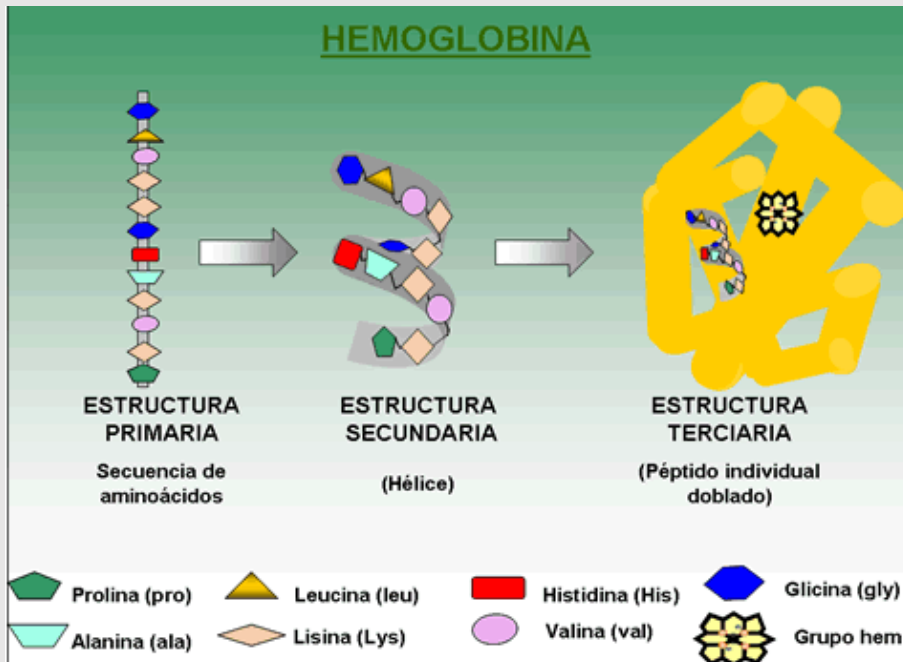 HEMOGLOBINA
ESTRUCTURA
PRIMARIA
Secuencia de
aminoácidos
ESTRUCTURA
SECUNDARIA
(Hélice)
ESTRUCTURA
TERCIARIA
(Péptido individual
doblado)
Prolina (pro)
Leucina (leu)
Histidina (His)
Glicina (gly)
Alanina (ala)
Lisina (Lys)
Valina (val)
Grupo hem